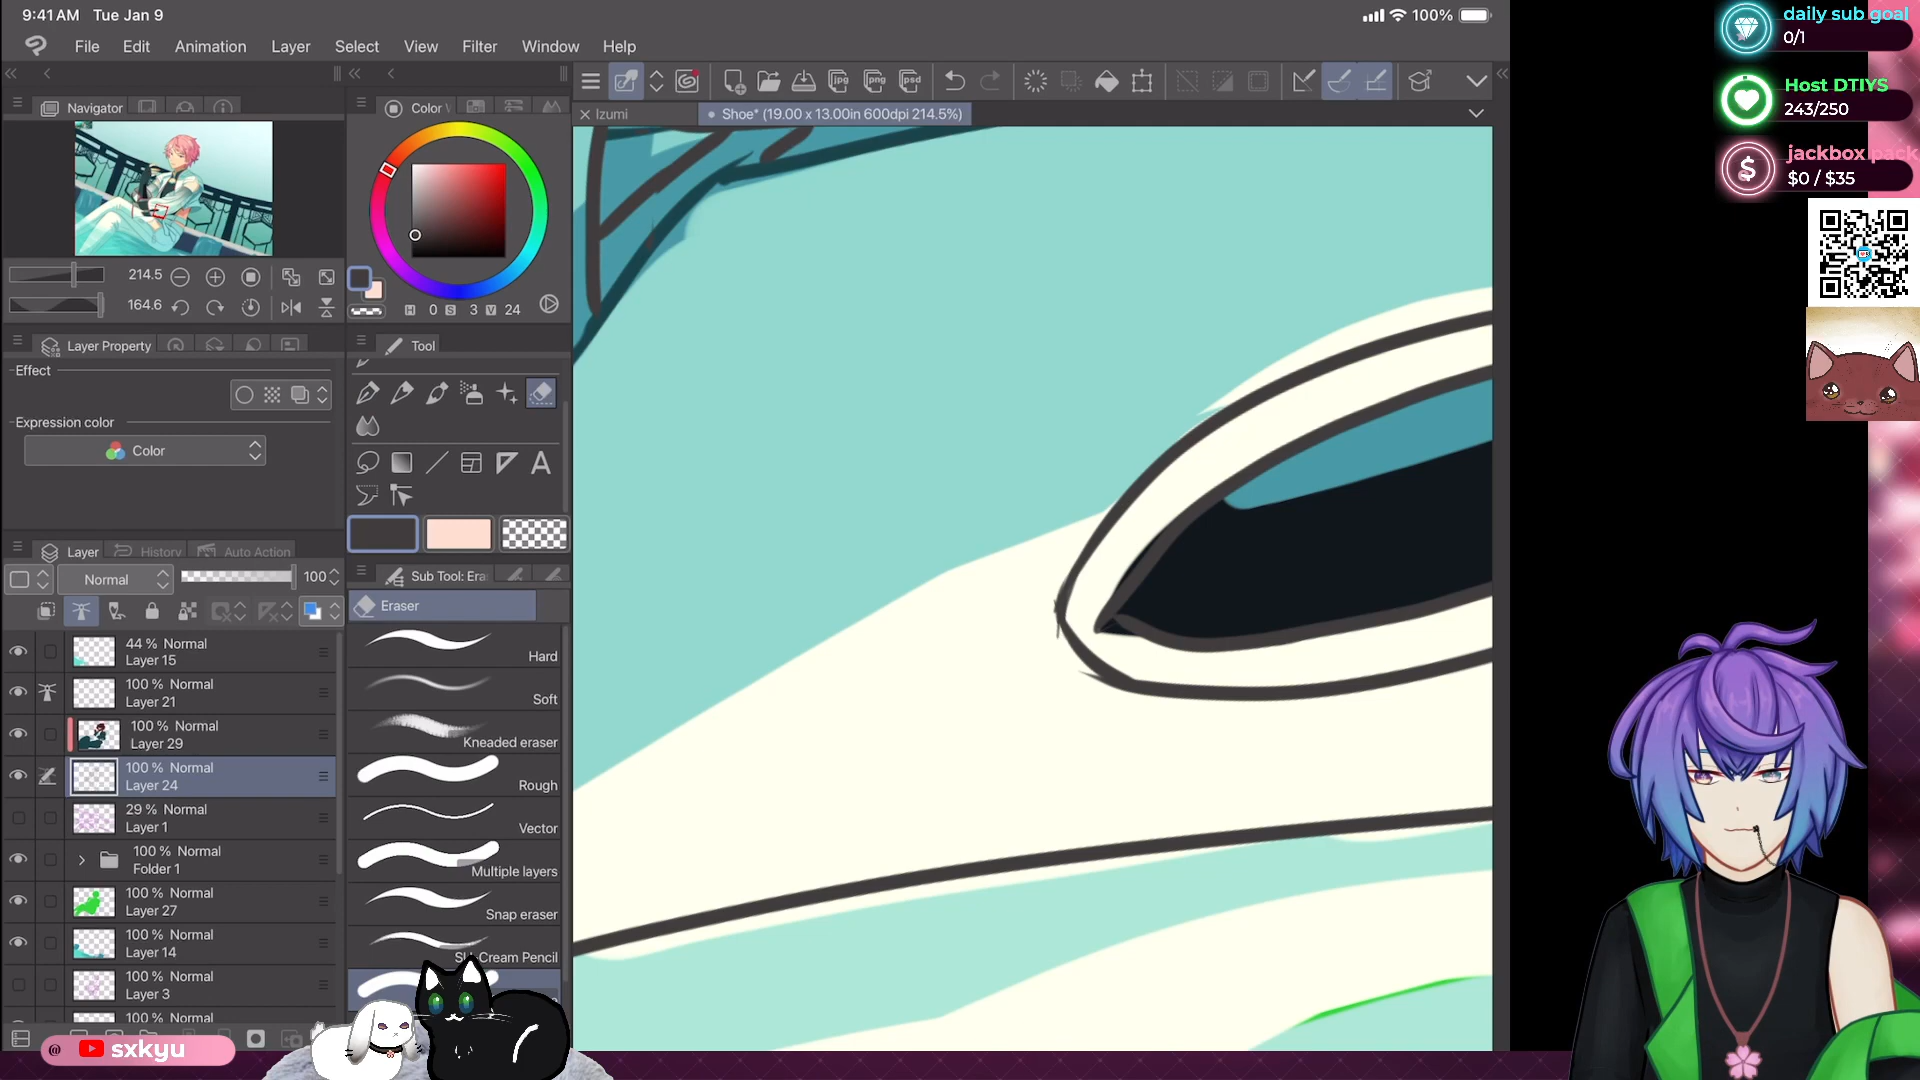 9:41 AM Tue Jan 9
100%
File Edit Animation Layer Select View Filter Window Help
Navigator
214.5
164.6
Color
H 0 S 3 V 24
jpg png psd
Izumi
Shoe* (19.00 x 13.00in 600dpi 214.5%)
Layer Property
Effect
Expression color
Color
Tool
A
Layer History Auto Action
Normal 100
44 % Normal
Layer 15
100 % Normal
Layer 21
100 % Normal
Layer 29
100 % Normal
Layer 24
29 % Normal
Layer 1
100 % Normal
Folder 1
100 % Normal
Layer 27
100 % Normal
Layer 14
100 % Normal
Layer 3
Sub Tool: Era
Eraser
Hard
Soft
Kneaded eraser
Rough
Vector
Multiple layers
Snap eraser
Cream Pencil
@ sxkyu
daily sub goal
0/1
Host DTIYS
243/250
jackbox pack
$0 / $35